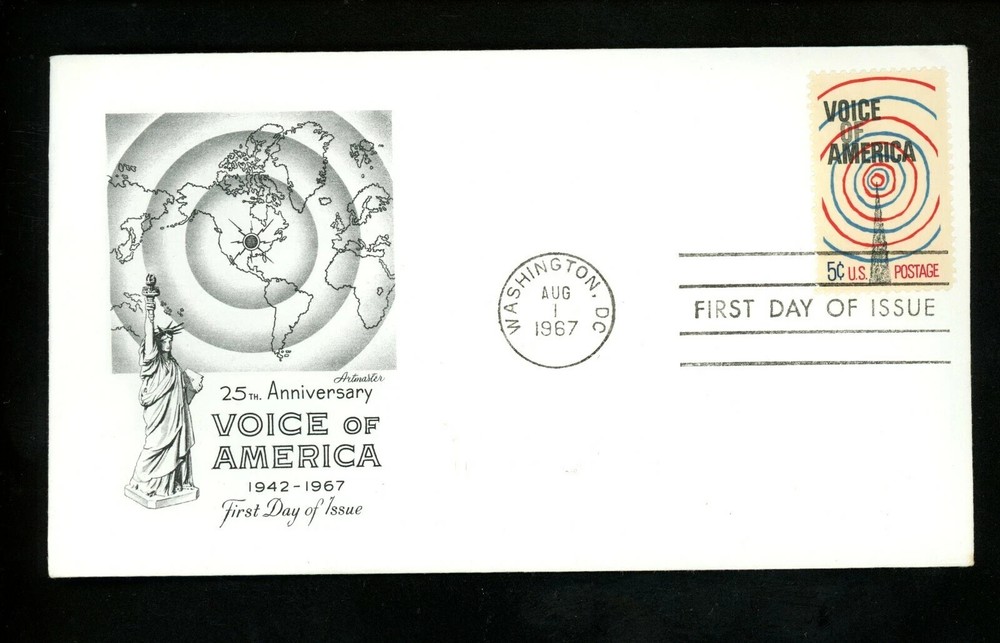 Artmaster
25TH. Anniversary
VOICE OF
AMERICA
1942-1967
First Day of Issue
WASHINGTON, DC
AUG
1
1967
VOICE
OF
AMERICA
5¢ U.S. POSTAGE
FIRST DAY OF ISSUE